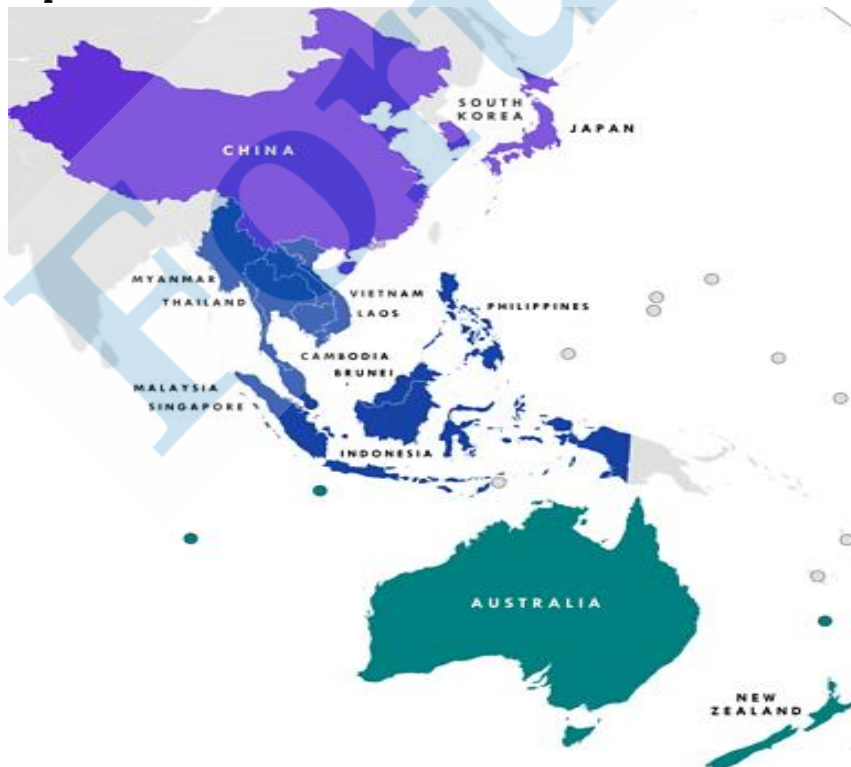 SOUTH
KOREA
JAPAN
CHINA
MYANMAR
THAILAND
VIETNAM
LAOS
PHILIPPINES
CAMBODIA
BRUNEI
MALAYSIA
SINGAPORE
INDONESIA
AUSTRALIA
NEW
ZEALAND